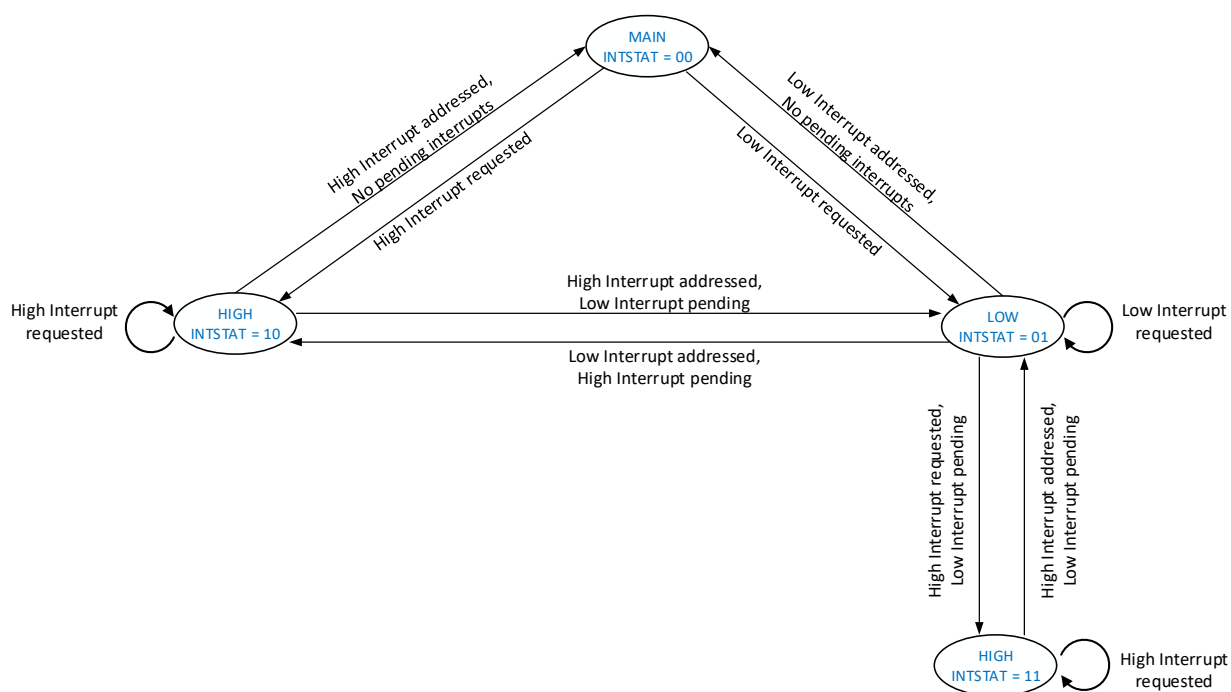 MAIN
INTSTAT = 00
High Interrupt addressed,
No pending interrupts
High Interrupt requested
Low Interrupt addressed,
No pending interrupts
Low Interrupt requested
High Interrupt
requested
HIGH
INTSTAT = 10
High Interrupt addressed,
Low Interrupt pending
Low Interrupt addressed,
High Interrupt pending
LOW
INTSTAT = 01
Low Interrupt
requested
High Interrupt requested,
Low Interrupt pending
High Interrupt addressed,
Low Interrupt pending
HIGH
INTSTAT = 11
High Interrupt
requested